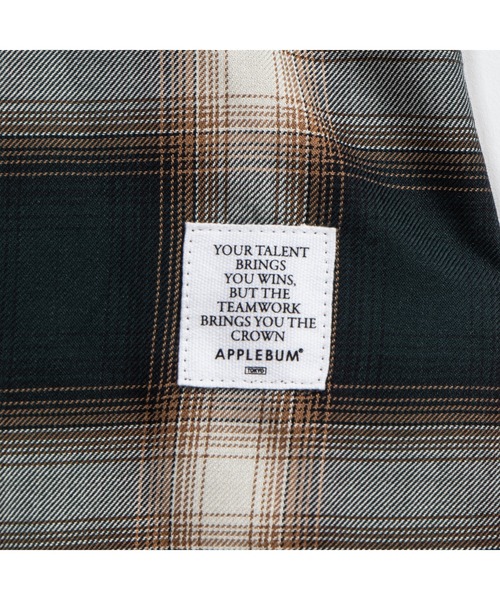 YOUR TALENT
BRINGS
YOU WINS,
BUT THE
TEAMWORK
BRINGS YOU THE
CROWN
APPLEBUM®
TOKYO